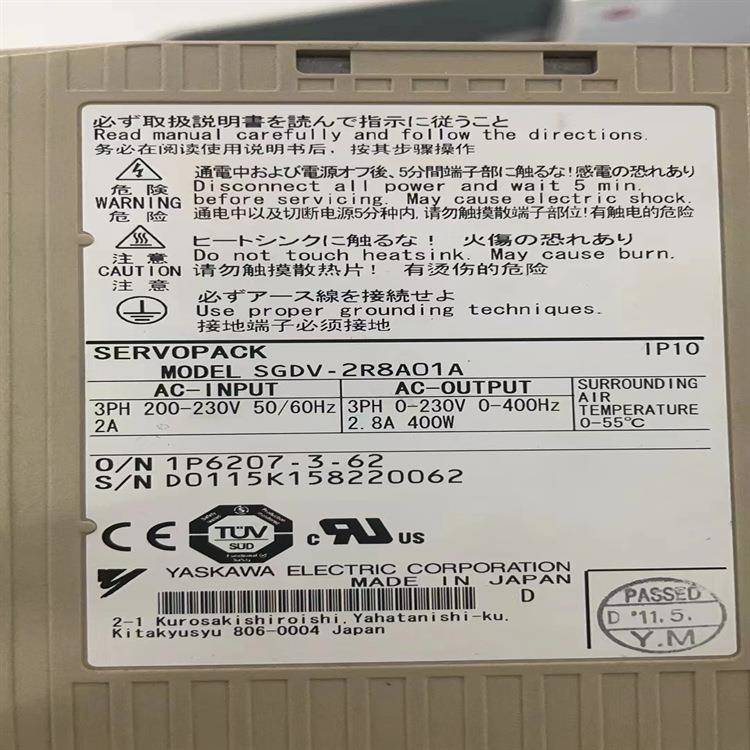 必ず取扱説明書を読んで指示に従うこと
Read manual carefully and follow the directions.
务必在阅读使用说明书后，按其步骤操作
危険
WARNING
危险
通電中および電源オフ後、5分間端子部に触るな!感電の恐れあり
Disconnect all power and wait 5 min.
before servicing. May cause electric shock.
通电中以及切断电源5分种内,请勿触摸散端子部位!有触电的危险
注意
CAUTION
注意
ヒートシンクに触るな! 火傷の恐れあり
Do not touch heatsink. May cause burn.
请勿触摸散热片! 有烫伤的危险
必ずアース線を接続せよ
Use proper grounding techniques.
接地端子必须接地
SERVOPACK IP10
MODEL SGDV-2R8A01A
AC-INPUT
3PH 200-230V 50/60Hz
2A
AC-OUTPUT
3PH 0-230V 0-400Hz
2.8A 400W
SURROUNDING
AIR
TEMPERATURE
0-55℃
O/N 1P6207-3-62
S/N D0115K158220062
CE
TÜV
SÜD
c RU US
YASKAWA ELECTRIC CORPORATION
MADE IN JAPAN D
2-1 Kurosakishiroishi, Yahatanishi-ku,
Kitakyusyu 806-0004 Japan
PASSED
D '11.5.
Y.M